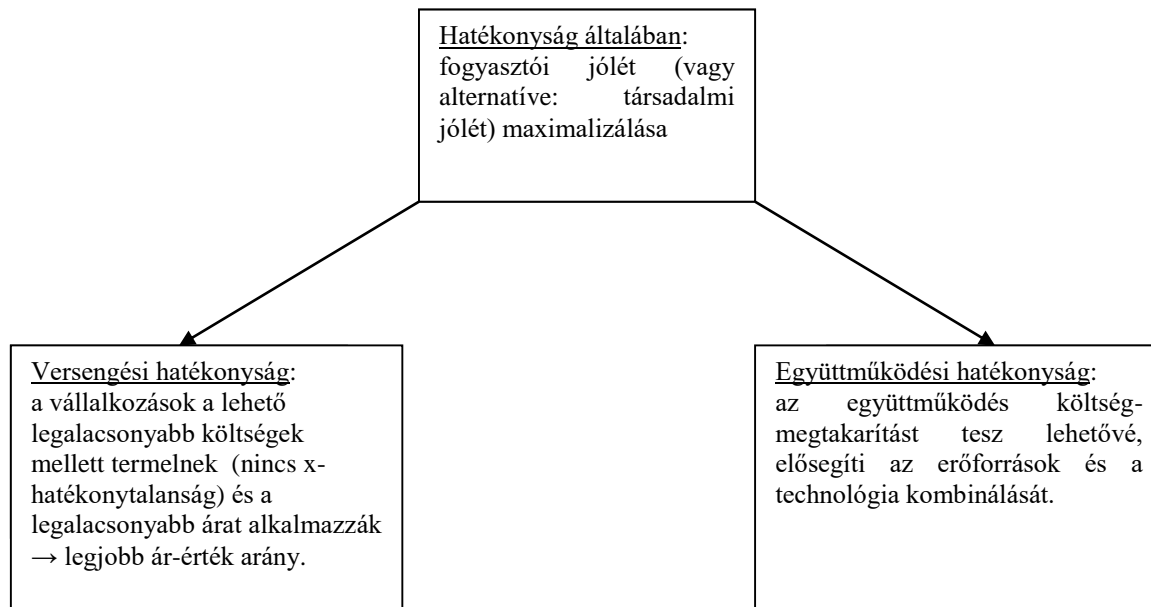 Hatékonyság általában:
fogyasztói jólét (vagy
alternatíve: társadalmi
jólét) maximalizálása
Versengési hatékonyság:
a vállalkozások a lehető
legalacsonyabb költségek
mellett termelnek (nincs x-
hatékonytalanság) és a
legalacsonyabb árat alkalmazzák
→ legjobb ár-érték arány.
Együttműködési hatékonyság:
az együttműködés költség-
megtakarítást tesz lehetővé,
elősegíti az erőforrások és a
technológia kombinálását.